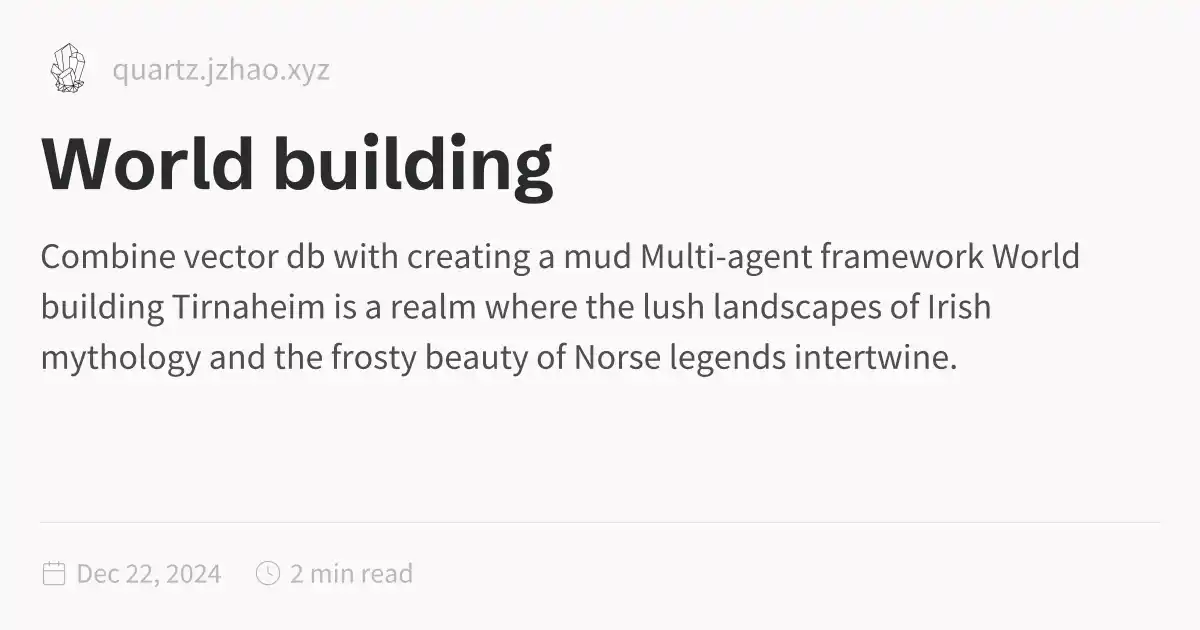 quartz.jzhao.xyz
World building
Combine vector db with creating a mud Multi-agent framework World
building Tirnaheim is a realm where the lush landscapes of Irish
mythology and the frosty beauty of Norse legends intertwine.
Dec 22, 2024 2 min read